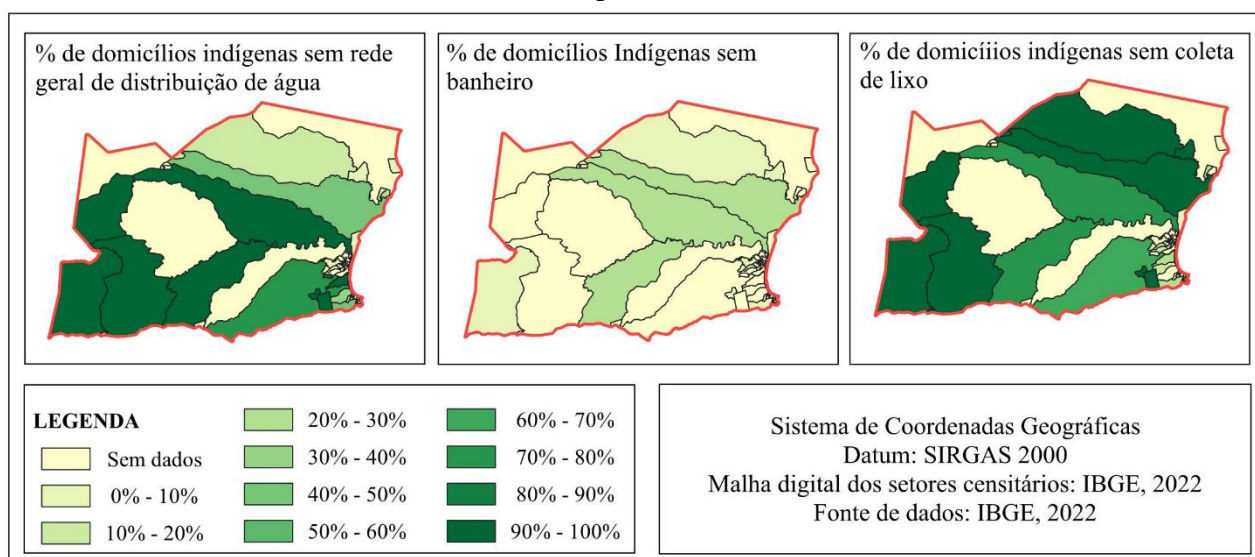 % de domicílios indígenas sem rede
geral de distribuição de água
% de domicílios Indígenas sem
banheiro
% de domicíiios indígenas sem coleta
de lixo
LEGENDA
Sem dados
0% - 10%
10% - 20%
20% - 30%
30% - 40%
40% - 50%
50% - 60%
60% - 70%
70% - 80%
80% - 90%
90% - 100%
Sistema de Coordenadas Geográficas
Datum: SIRGAS 2000
Malha digital dos setores censitários: IBGE, 2022
Fonte de dados: IBGE, 2022